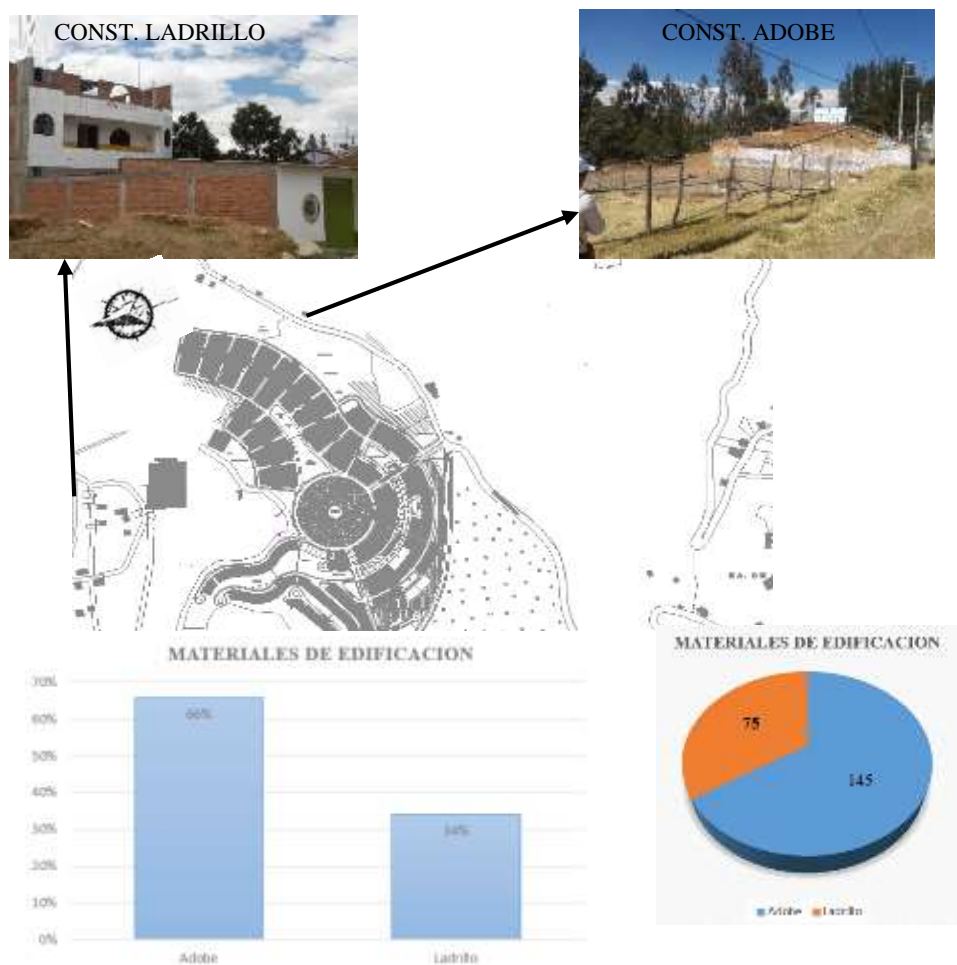 CONST. LADRILLO
CONST. ADOBE
MATERIALES DE EDIFICACION
70%
60%
50%
40%
30%
20%
10%
0%
66%
34%
Adobe
Ladrillo
MATERIALES DE EDIFICACION
75
145
Adobe
Ladrillo